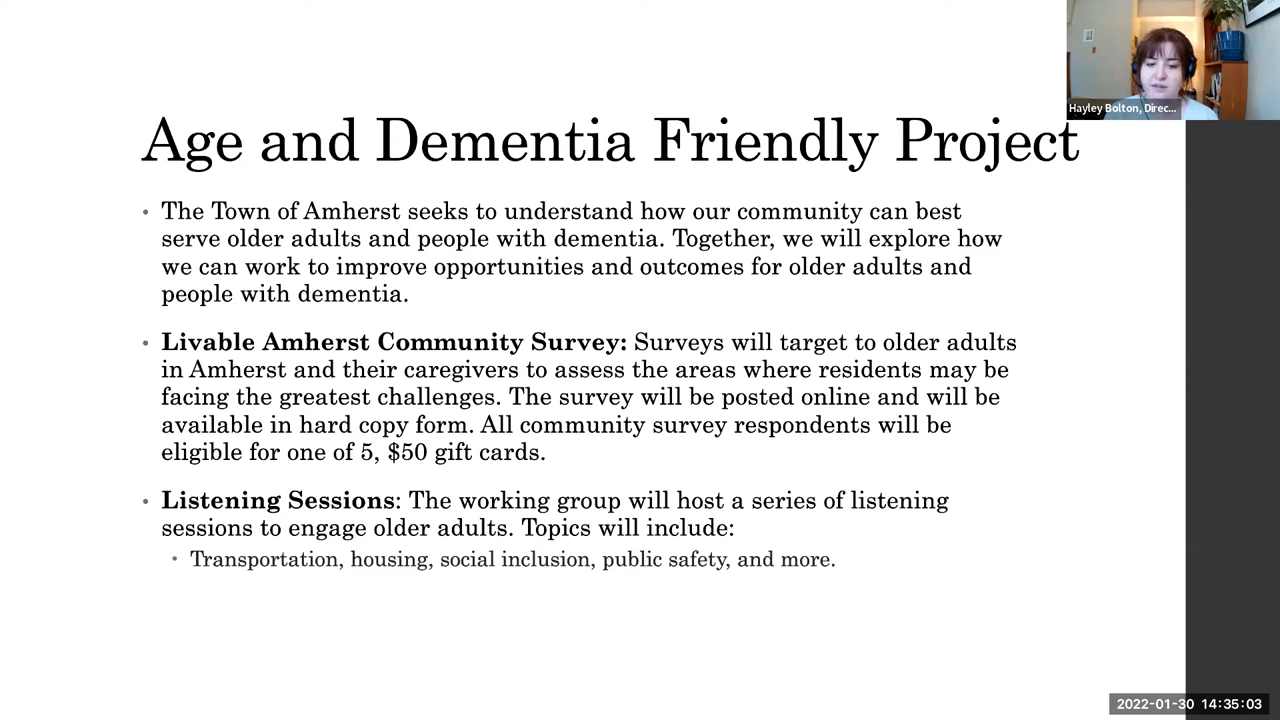 Hayley Bolton, Direc...
Age and Dementia Friendly Project
• The Town of Amherst seeks to understand how our community can best
serve older adults and people with dementia. Together, we will explore how
we can work to improve opportunities and outcomes for older adults and
people with dementia.
• Livable Amherst Community Survey: Surveys will target to older adults
in Amherst and their caregivers to assess the areas where residents may be
facing the greatest challenges. The survey will be posted online and will be
available in hard copy form. All community survey respondents will be
eligible for one of 5, $50 gift cards.
• Listening Sessions: The working group will host a series of listening
sessions to engage older adults. Topics will include:
• Transportation, housing, social inclusion, public safety, and more.
2022-01-30 14:35:03